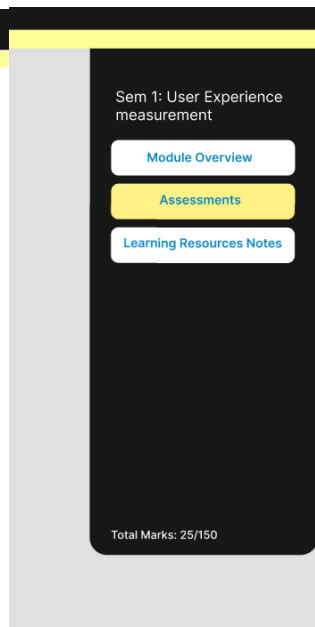 Sem 1: User Experience
measurement
Module Overview
Assessments
Learning Resources Notes
Total Marks: 25/150